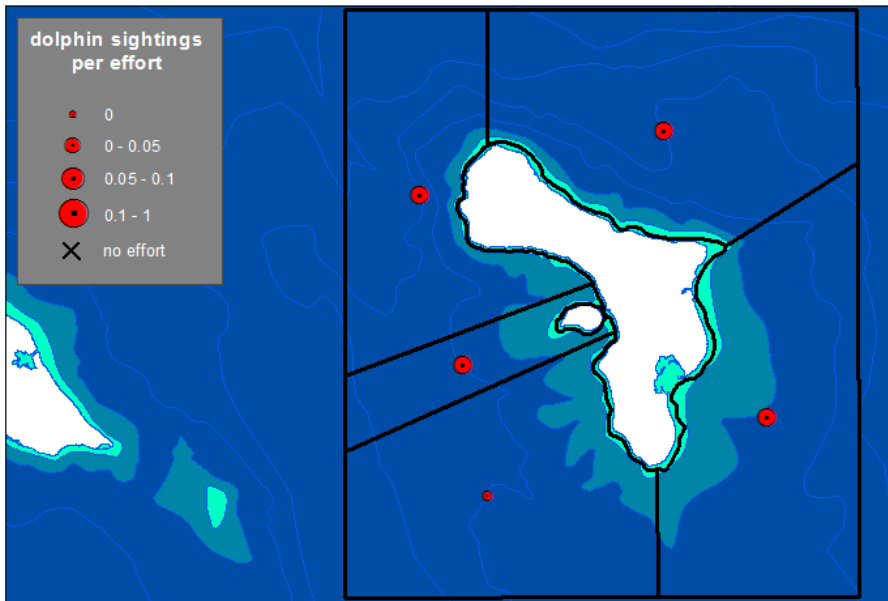 dolphin sightings
per effort
0
0 - 0.05
0.05 - 0.1
0.1 - 1
no effort